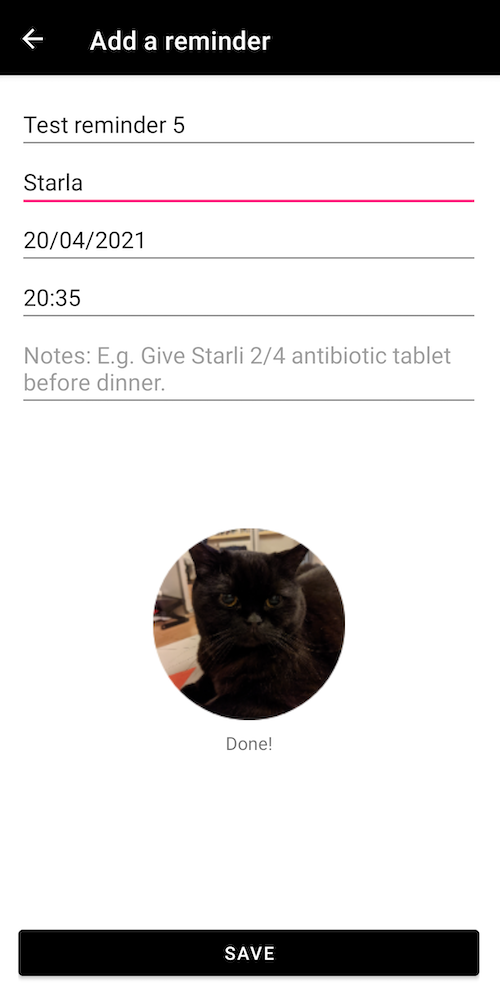 Add a reminder
Test reminder 5
Starla
20/04/2021
20:35
Notes: E.g. Give Starli 2/4 antibiotic tablet
before dinner.
Done!
SAVE